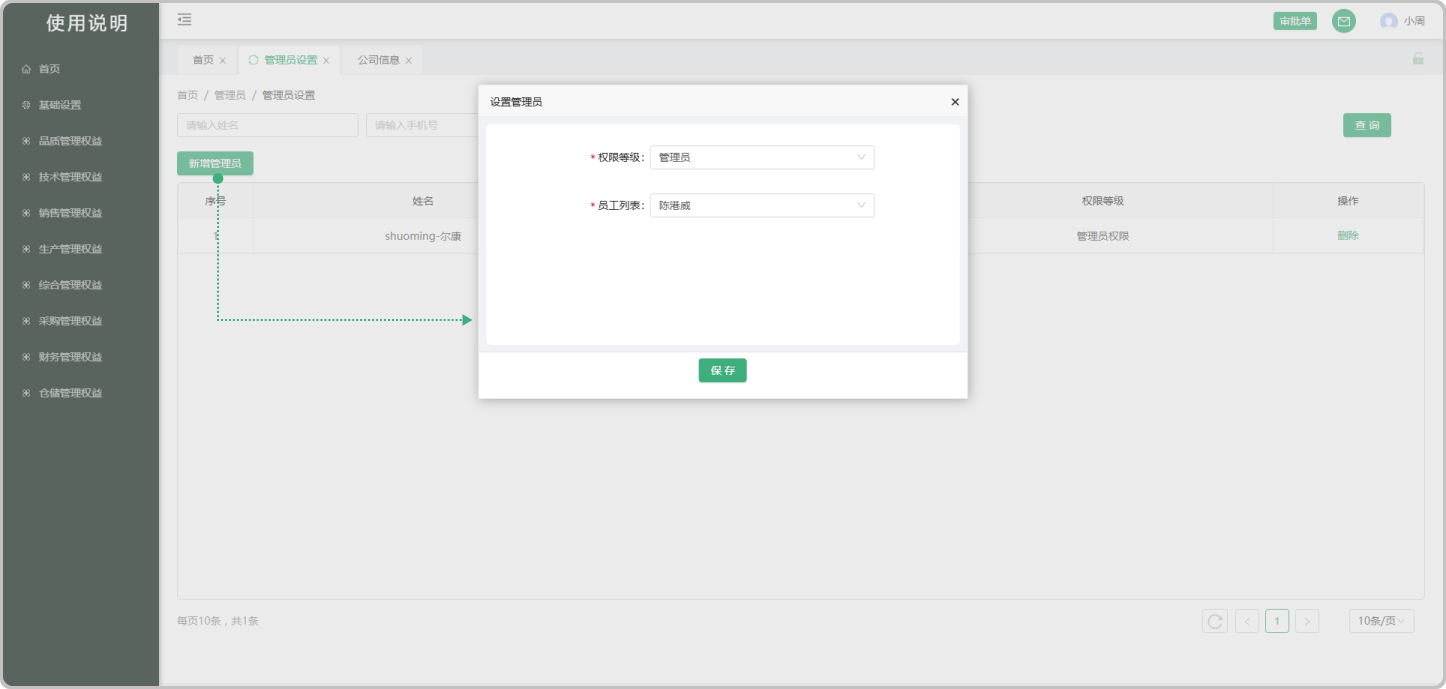 使用说明
首页
基础设置
品质管理权益
技术管理权益
销售管理权益
生产管理权益
综合管理权益
采购管理权益
财务管理权益
仓储管理权益
审批单 小周
首页 × 管理员设置 × 公司信息 ×
首页 / 管理员 / 管理员设置
请输入姓名 请输入手机号 查询
新增管理员
序号 姓名 权限等级 操作
1 shuoming-尔康 管理员权限 删除
设置管理员 ×
*权限等级: 管理员
*员工列表: 陈港威
保存
每页10条，共1条 < 1 > 10条/页